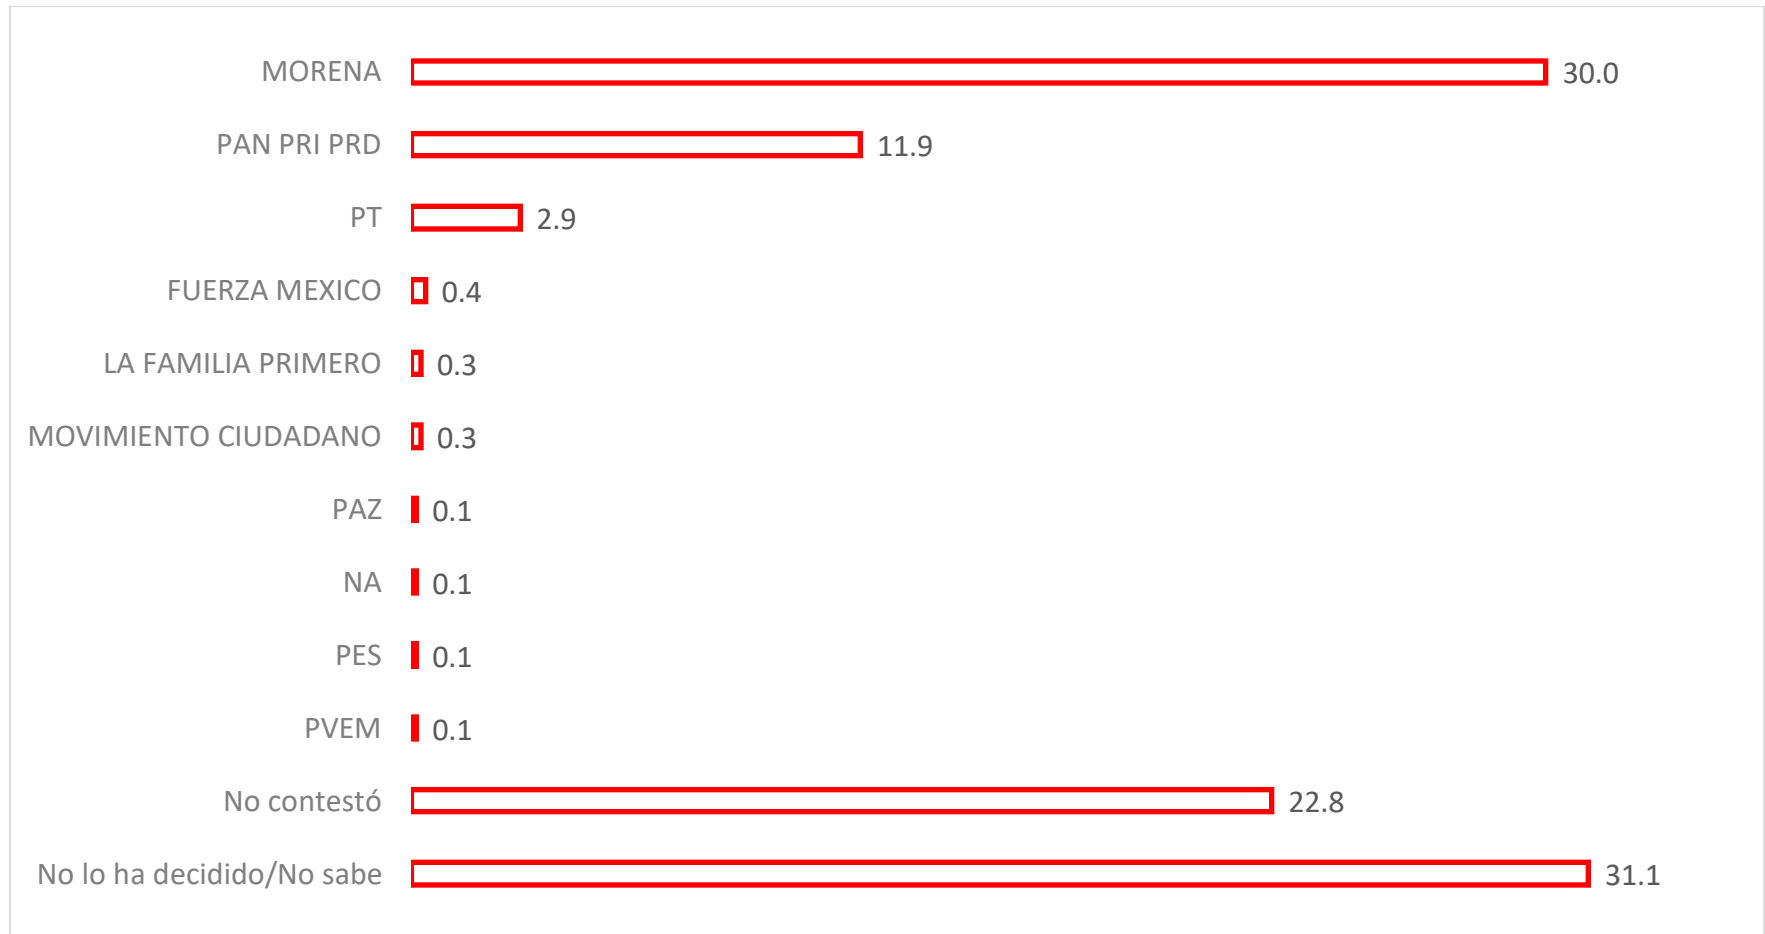 MORENA 30.0
PAN PRI PRD 11.9
PT 2.9
FUERZA MEXICO 0.4
LA FAMILIA PRIMERO 0.3
MOVIMIENTO CIUDADANO 0.3
PAZ 0.1
NA 0.1
PES 0.1
PVEM 0.1
No contestó 22.8
No lo ha decidido/No sabe 31.1